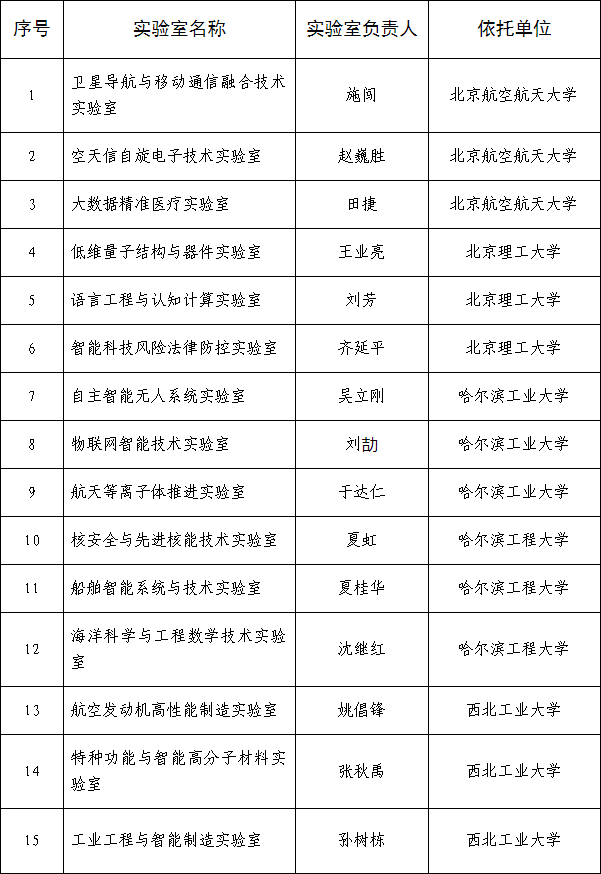 序号 实验室名称 实验室负责人 依托单位
1 卫星导航与移动通信融合技术
实验室 施闯 北京航空航天大学
2 空天信自旋电子技术实验室 赵巍胜 北京航空航天大学
3 大数据精准医疗实验室 田捷 北京航空航天大学
4 低维量子结构与器件实验室 王业亮 北京理工大学
5 语言工程与认知计算实验室 刘芳 北京理工大学
6 智能科技风险法律防控实验室 齐延平 北京理工大学
7 自主智能无人系统实验室 吴立刚 哈尔滨工业大学
8 物联网智能技术实验室 刘劼 哈尔滨工业大学
9 航天等离子体推进实验室 于达仁 哈尔滨工业大学
10 核安全与先进核能技术实验室 夏虹 哈尔滨工程大学
11 船舶智能系统与技术实验室 夏桂华 哈尔滨工程大学
12 海洋科学与工程数学技术实验
室 沈继红 哈尔滨工程大学
13 航空发动机高性能制造实验室 姚倡锋 西北工业大学
14 特种功能与智能高分子材料实
验室 张秋禹 西北工业大学
15 工业工程与智能制造实验室 孙树栋 西北工业大学